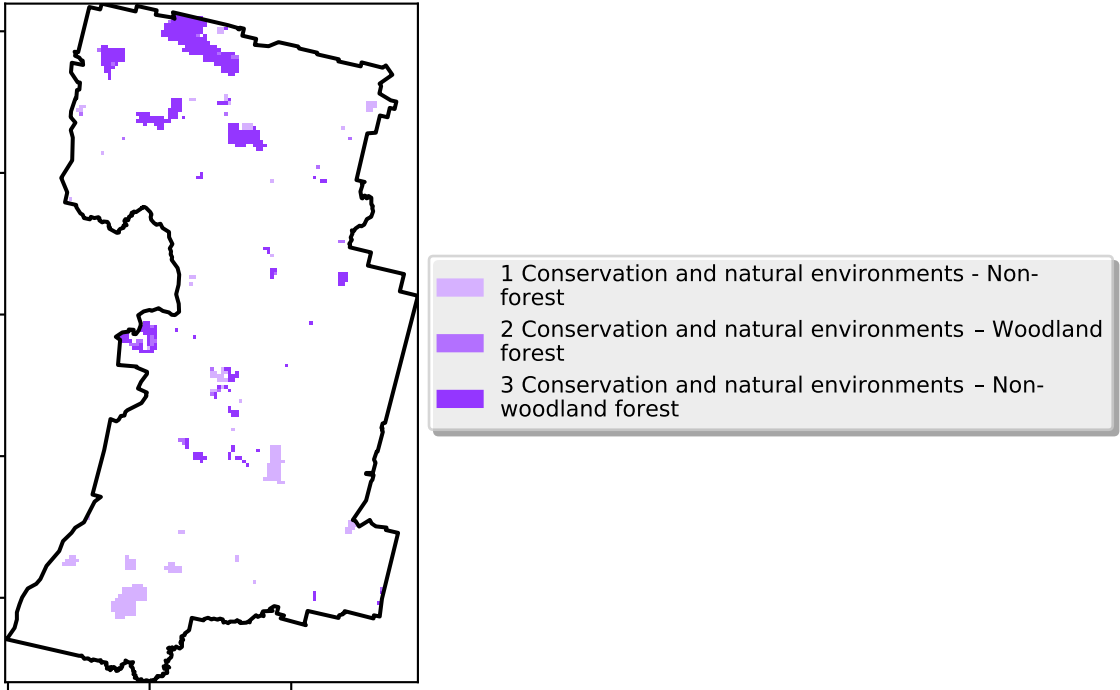 1 Conservation and natural environments - Non-
forest
2 Conservation and natural environments – Woodland
forest
3 Conservation and natural environments – Non-
woodland forest